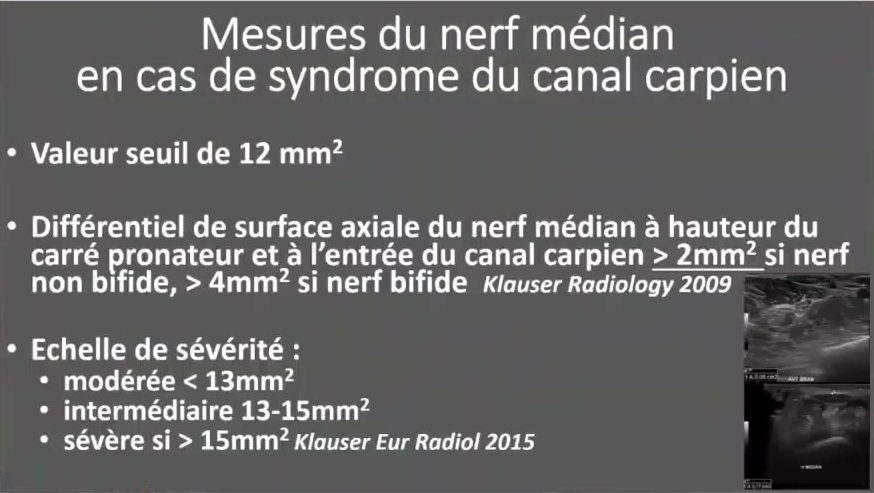 Mesures du nerf médian
en cas de syndrome du canal carpien
• Valeur seuil de 12 mm²
• Différentiel de surface axiale du nerf médian à hauteur du
carré pronateur et à l’entrée du canal carpien > 2mm² si nerf
non bifide, > 4mm² si nerf bifide Klauser Radiology 2009
• Echelle de sévérité :
• modérée < 13mm²
• intermédiaire 13-15mm²
• sévère si > 15mm² Klauser Eur Radiol 2015
AVT BRAS
N MEDIAN